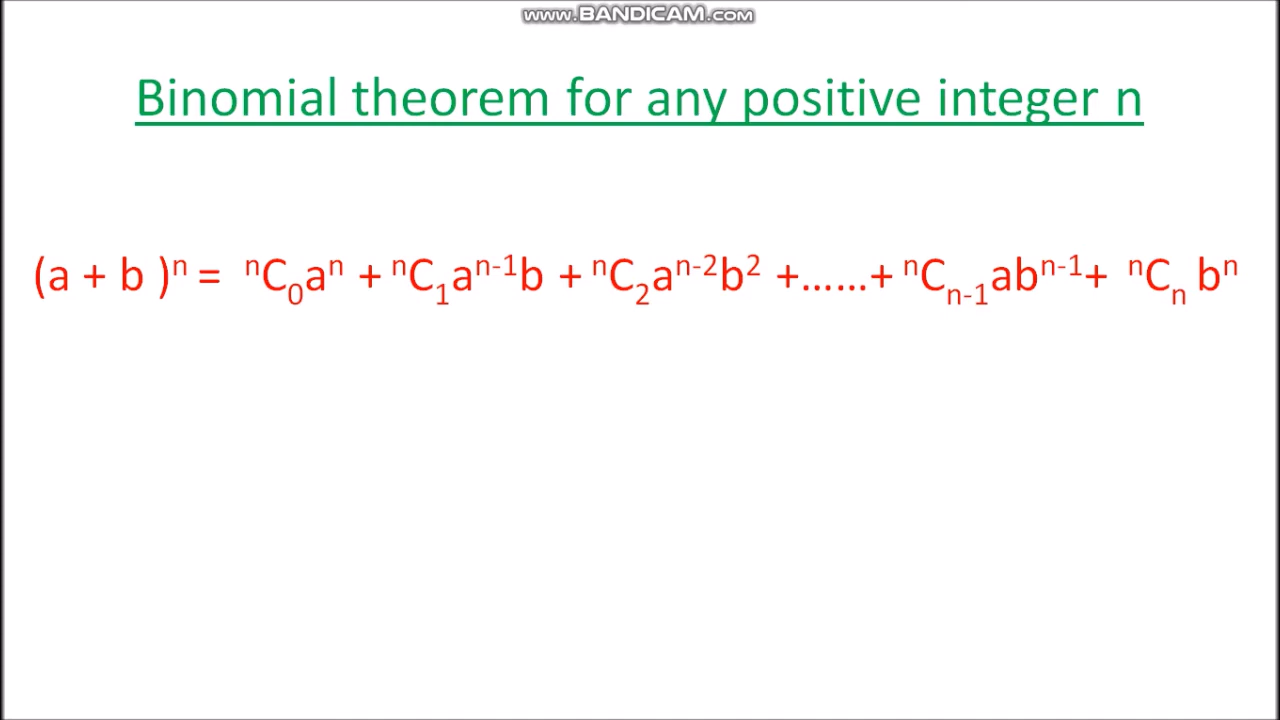 www.BANDICAM.com
Binomial theorem for any positive integer n
(a + b )ⁿ = ⁿC₀aⁿ + ⁿC₁aⁿ⁻¹b + ⁿC₂aⁿ⁻²b² +......+ ⁿCₙ₋₁abⁿ⁻¹+ ⁿCₙ bⁿ